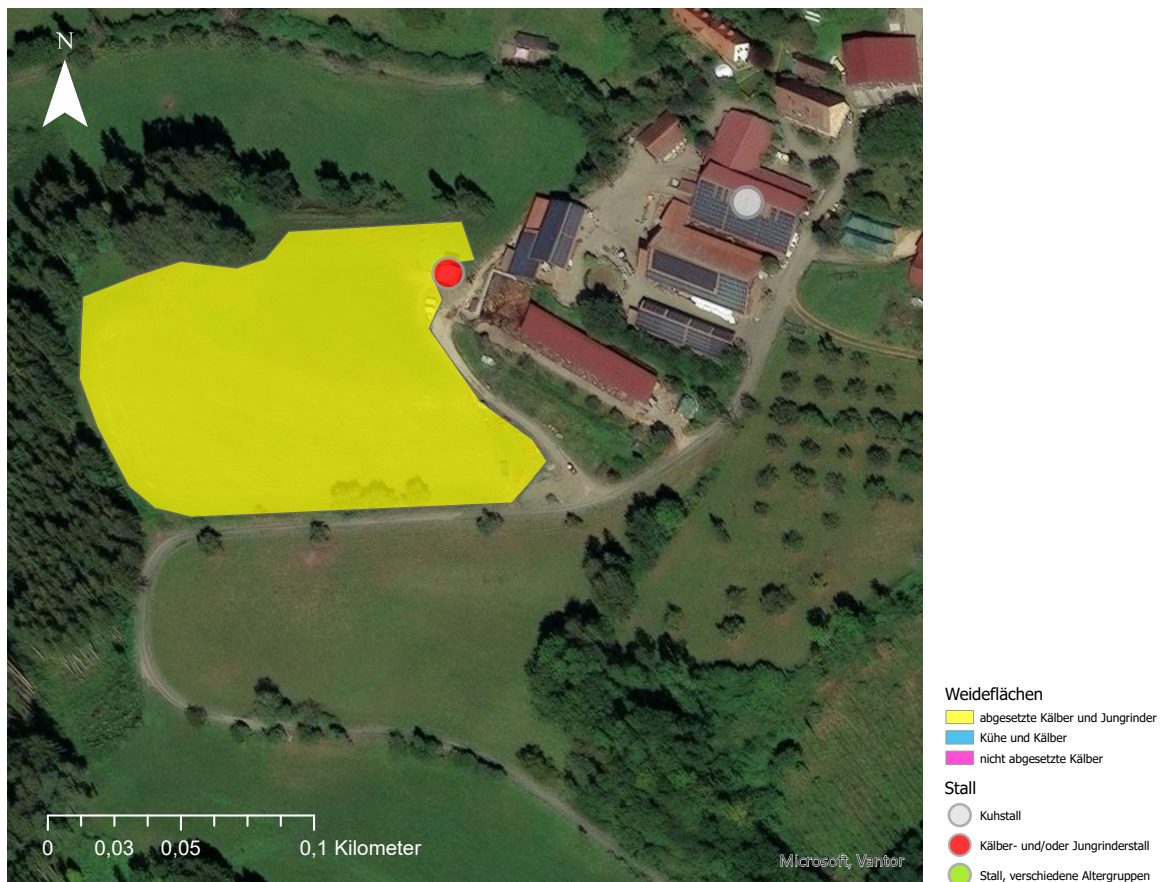 N
0 0,03 0,05 0,1 Kilometer
Microsoft, Vantor
Weideflächen
abgesetzte Kälber und Jungrinder
Kühe und Kälber
nicht abgesetzte Kälber
Stall
Kuhstall
Kälber- und/oder Jungrinderstall
Stall, verschiedene Altergruppen